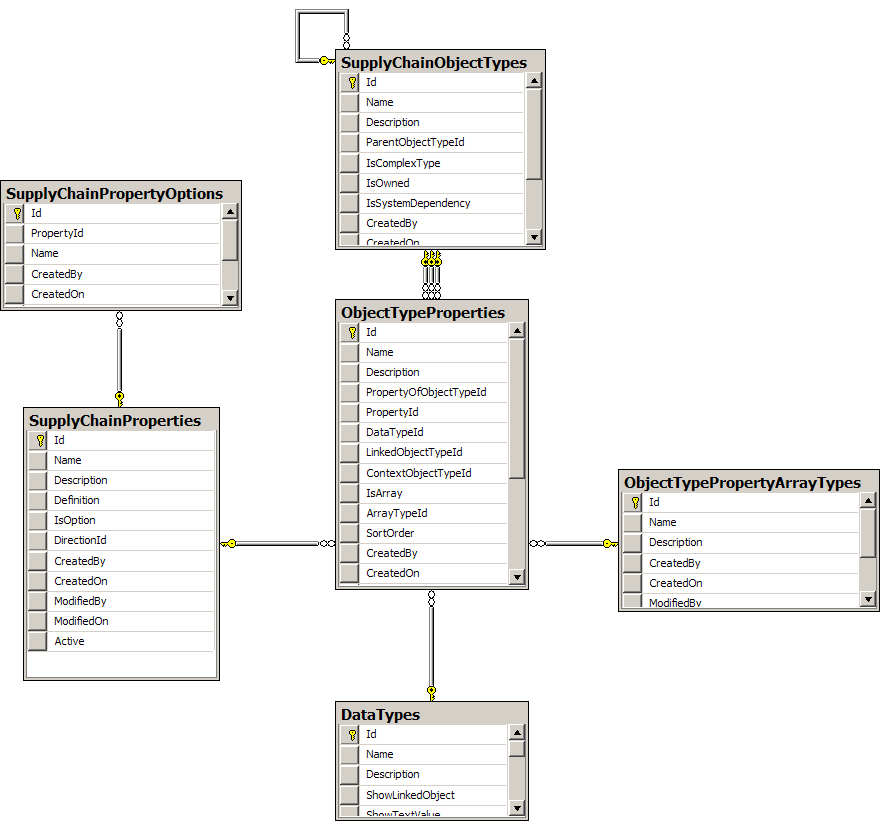 SupplyChainObjectTypes
Id
Name
Description
ParentObjectTypeId
IsComplexType
IsOwned
IsSystemDependency
CreatedBy
CreatedOn
SupplyChainPropertyOptions
Id
PropertyId
Name
CreatedBy
CreatedOn
ObjectTypeProperties
Id
Name
Description
PropertyOfObjectTypeId
PropertyId
DataTypeId
LinkedObjectTypeId
ContextObjectTypeId
IsArray
ArrayTypeId
SortOrder
CreatedBy
CreatedOn
SupplyChainProperties
Id
Name
Description
Definition
IsOption
DirectionId
CreatedBy
CreatedOn
ModifiedBy
ModifiedOn
Active
ObjectTypePropertyArrayTypes
Id
Name
Description
CreatedBy
CreatedOn
ModifiedBy
DataTypes
Id
Name
Description
ShowLinkedObject
ShowTextValue